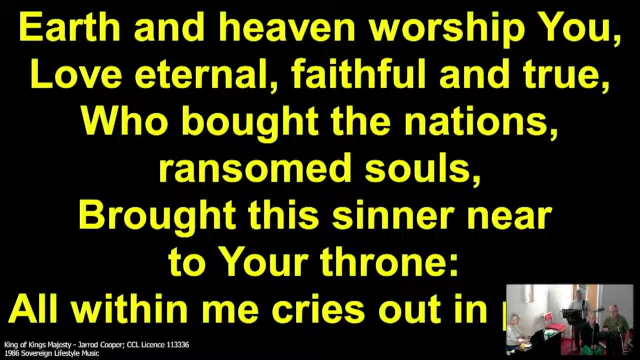 Earth and heaven worship You,
Love eternal, faithful and true,
Who bought the nations,
ransomed souls,
Brought this sinner near
to Your throne:
All within me cries out in
King of Kings Majesty - Jarrod Cooper; CCL Licence 113336
1986 Sovereign Lifestyle Music